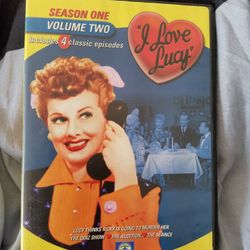 SEASON ONE
VOLUME TWO
Includes 4 classic episodes
"I Love
Lucy"
LUCY THINKS RICKY IS GOING TO MURDER HER
THE QUIZ SHOW • THE AUDITION • THE SEANCE